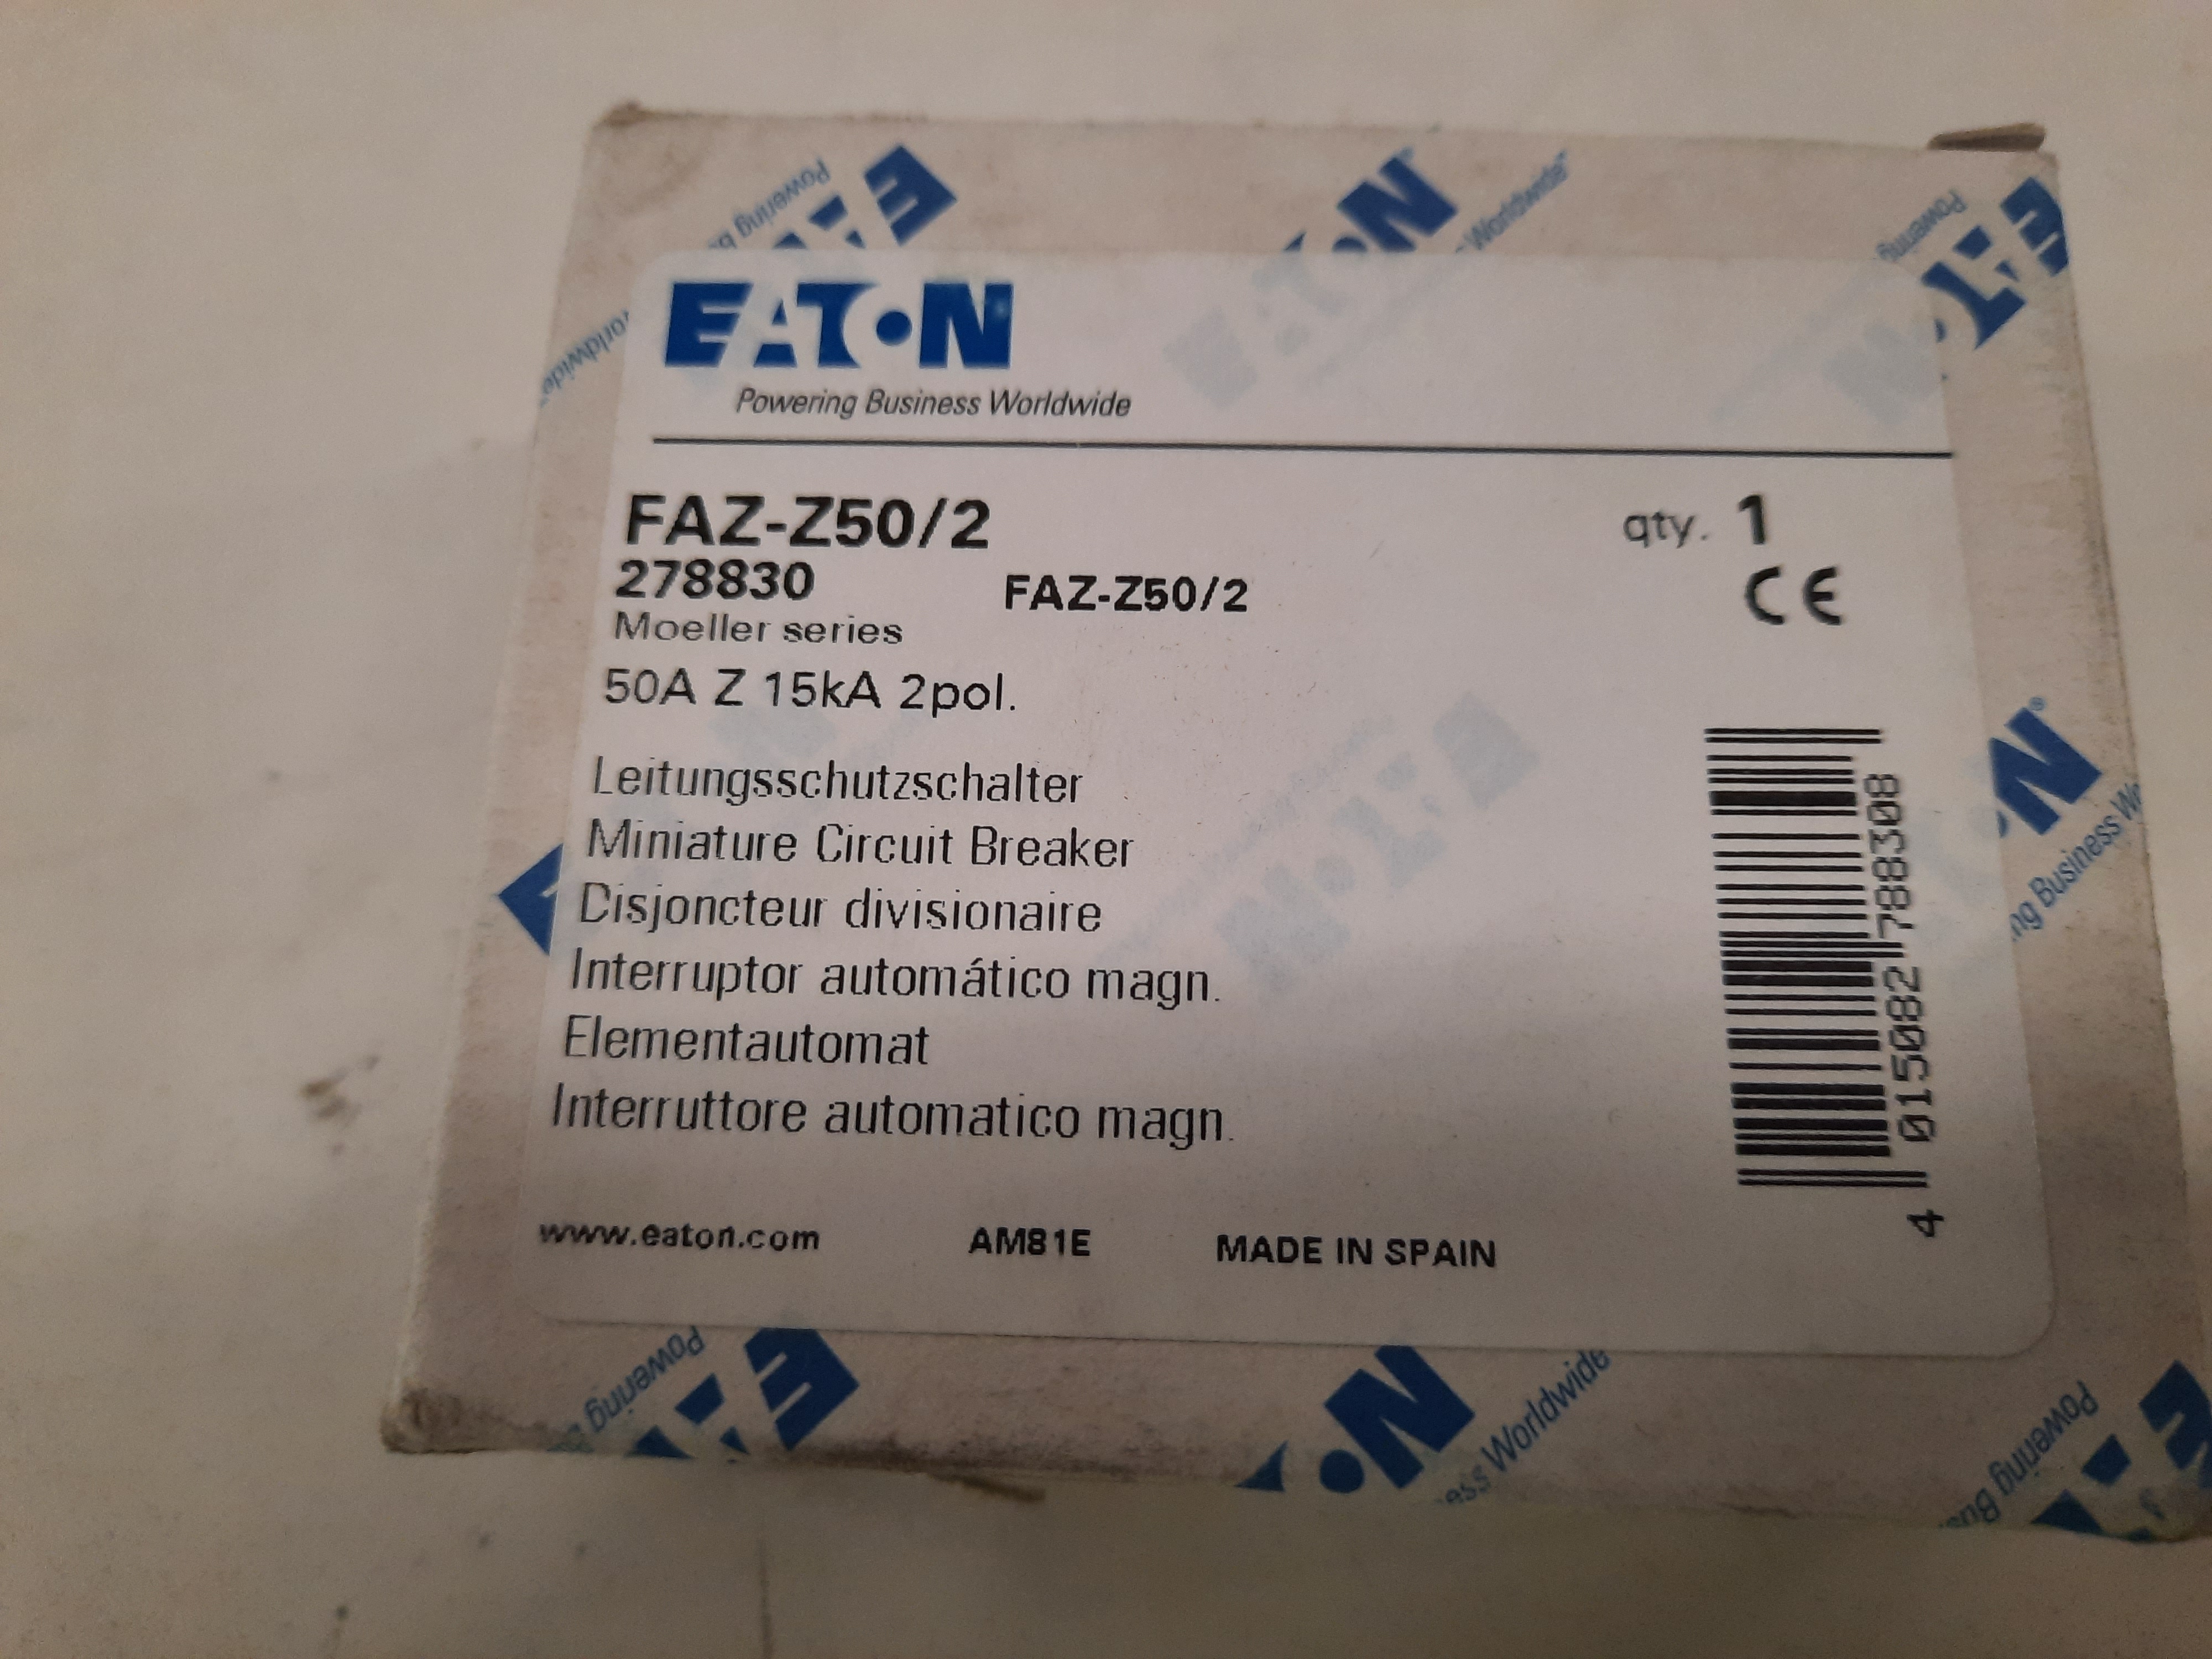 EATON
Powering Business Worldwide
FAZ-Z50/2
qty. 1
278830 FAZ-Z50/2
CE
Moeller series
50A Z 15kA 2pol.
Leitungsschutzschalter
Miniature Circuit Breaker
Disjoncteur divisionaire
Interruptor automático magn.
Elementautomat
Interruttore automatico magn.
4 015082 788308
www.eaton.com AM81E MADE IN SPAIN